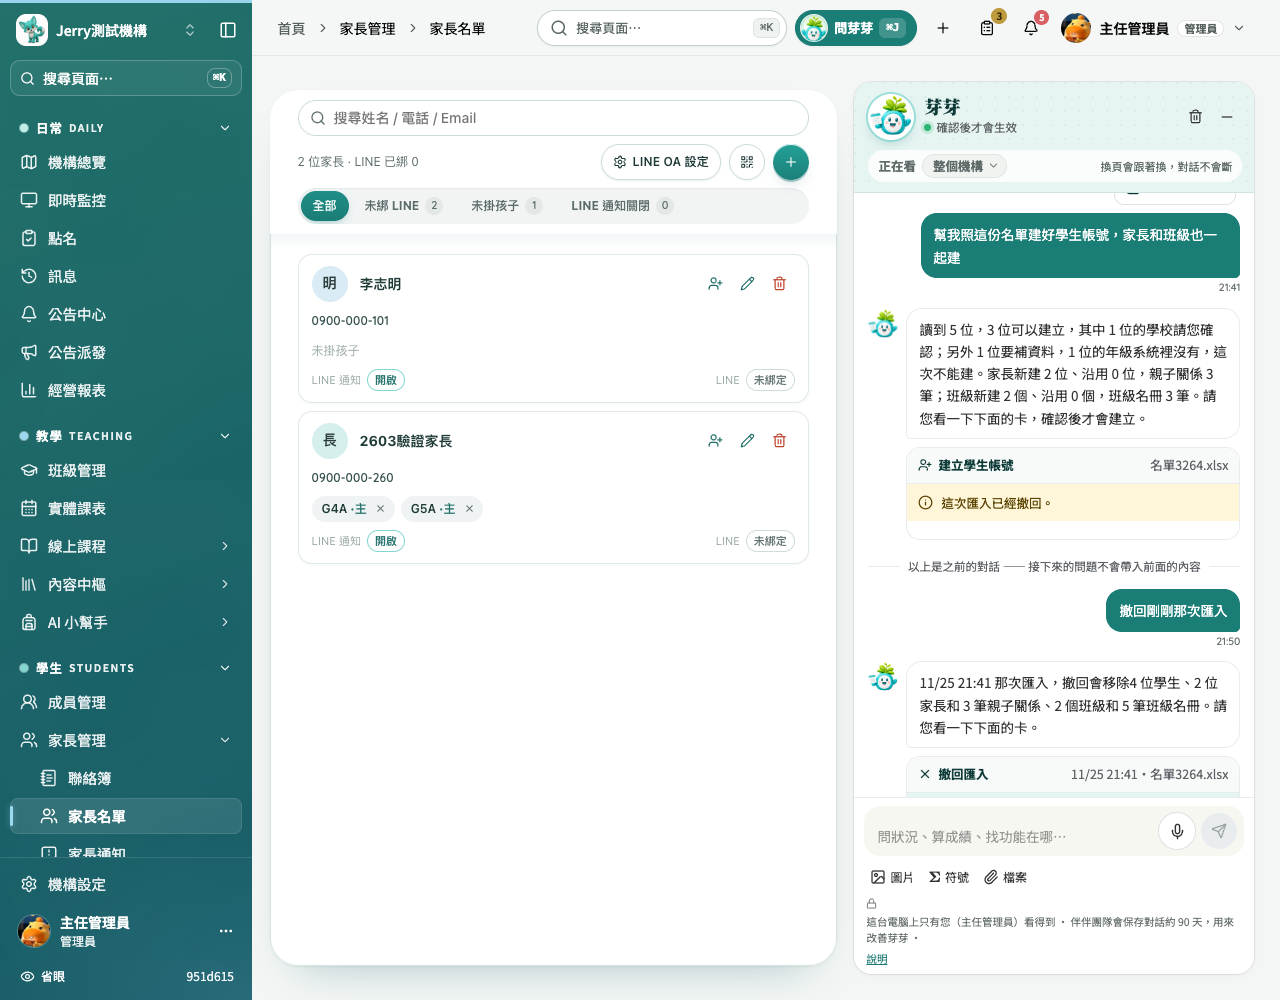 Jerry測試機構
搜尋頁面⋯
⌘K
日常 DAILY
機構總覽
即時監控
點名
訊息
公告中心
公告派發
經營報表
教學 TEACHING
班級管理
實體課表
線上課程
內容中樞
AI 小幫手
學生 STUDENTS
成員管理
家長管理
聯絡簿
家長名單
家長通知
機構設定
主任管理員
管理員
省眼
951d615
首頁 > 家長管理 > 家長名單
搜尋頁面⋯
⌘K
問芽芽 ⌘J
3
5
主任管理員
管理員
搜尋姓名 / 電話 / Email
2 位家長 · LINE 已綁 0
LINE OA 設定
全部
未綁 LINE 2
未掛孩子 1
LINE 通知關閉 0
明
李志明
0900-000-101
未掛孩子
LINE 通知 開啟
LINE 未綁定
長
2603驗證家長
0900-000-260
G4A ·主 ×
G5A ·主 ×
LINE 通知 開啟
LINE 未綁定
芽芽
確認後才會生效
正在看 整個機構
換頁會跟著換，對話不會斷
幫我照這份名單建好學生帳號，家長和班級也一
起建
21:41
讀到 5 位，3 位可以建立，其中 1 位的學校請您確
認；另外 1 位要補資料，1 位的年級系統裡沒有，這
次不能建。家長新建 2 位、沿用 0 位，親子關係 3
筆；班級新建 2 個、沿用 0 個，班級名冊 3 筆。請
您看一下下面的卡，確認後才會建立。
建立學生帳號
名單3264.xlsx
這次匯入已經撤回。
以上是之前的對話 —— 接下來的問題不會帶入前面的內容
撤回剛剛那次匯入
21:50
11/25 21:41 那次匯入，撤回會移除4 位學生、2 位
家長和 3 筆親子關係、2 個班級和 5 筆班級名冊。請
您看一下下面的卡。
撤回匯入
11/25 21:41・名單3264.xlsx
問狀況、算成績、找功能在哪⋯
圖片
符號
檔案
這台電腦上只有您（主任管理員）看得到 · 伴伴團隊會保存對話約 90 天，用來
改善芽芽 ·
說明